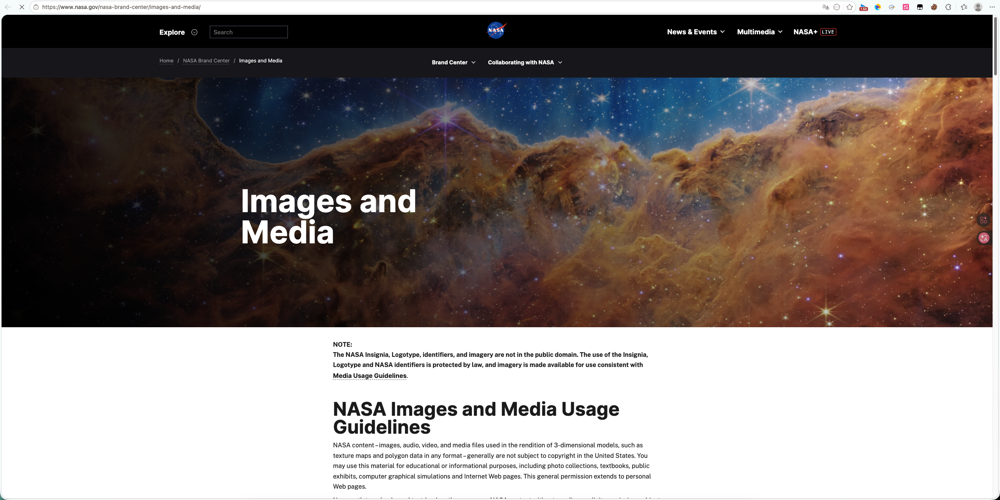 https://www.nasa.gov/nasa-brand-center/images-and-media/
1.50
Explore
Search
NASA
News & Events
Multimedia
NASA+ LIVE
Home / NASA Brand Center / Images and Media
Brand Center
Collaborating with NASA
Images and
Media
NOTE:
The NASA Insignia, Logotype, identifiers, and imagery are not in the public domain. The use of the Insignia,
Logotype and NASA identifiers is protected by law, and imagery is made available for use consistent with
Media Usage Guidelines.
NASA Images and Media Usage
Guidelines
NASA content – images, audio, video, and media files used in the rendition of 3-dimensional models, such as
texture maps and polygon data in any format – generally are not subject to copyright in the United States. You
may use this material for educational or informational purposes, including photo collections, textbooks, public
exhibits, computer graphical simulations and Internet Web pages. This general permission extends to personal
Web pages.